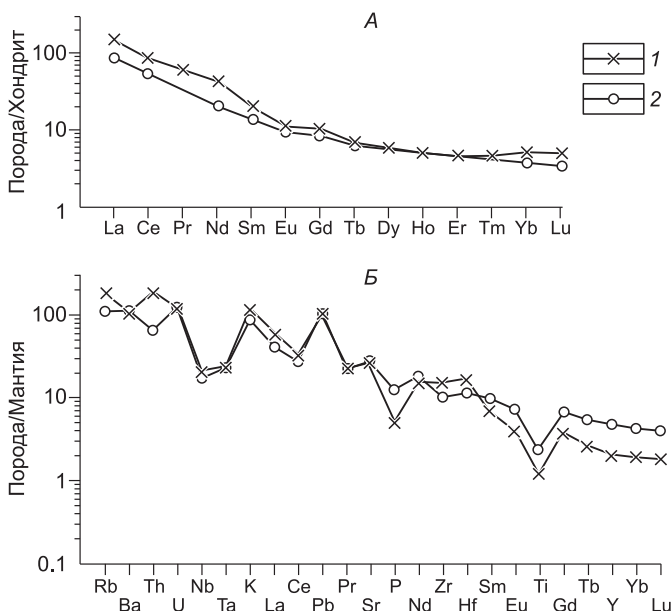 А
Порода/Хондрит
100
10
1
1
2
La Ce Pr Nd Sm Eu Gd Tb Dy Ho Er Tm Yb Lu
Б
Порода/Мантия
100
10
1
0.1
Rb Th Nb K Ce Pr P Zr Sm Ti Tb Yb
Ba U Ta La Pb Sr Nd Hf Eu Gd Y Lu